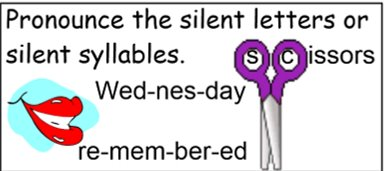 Pronounce the silent letters or
silent syllables. scissors
Wed-nes-day
re-mem-ber-ed